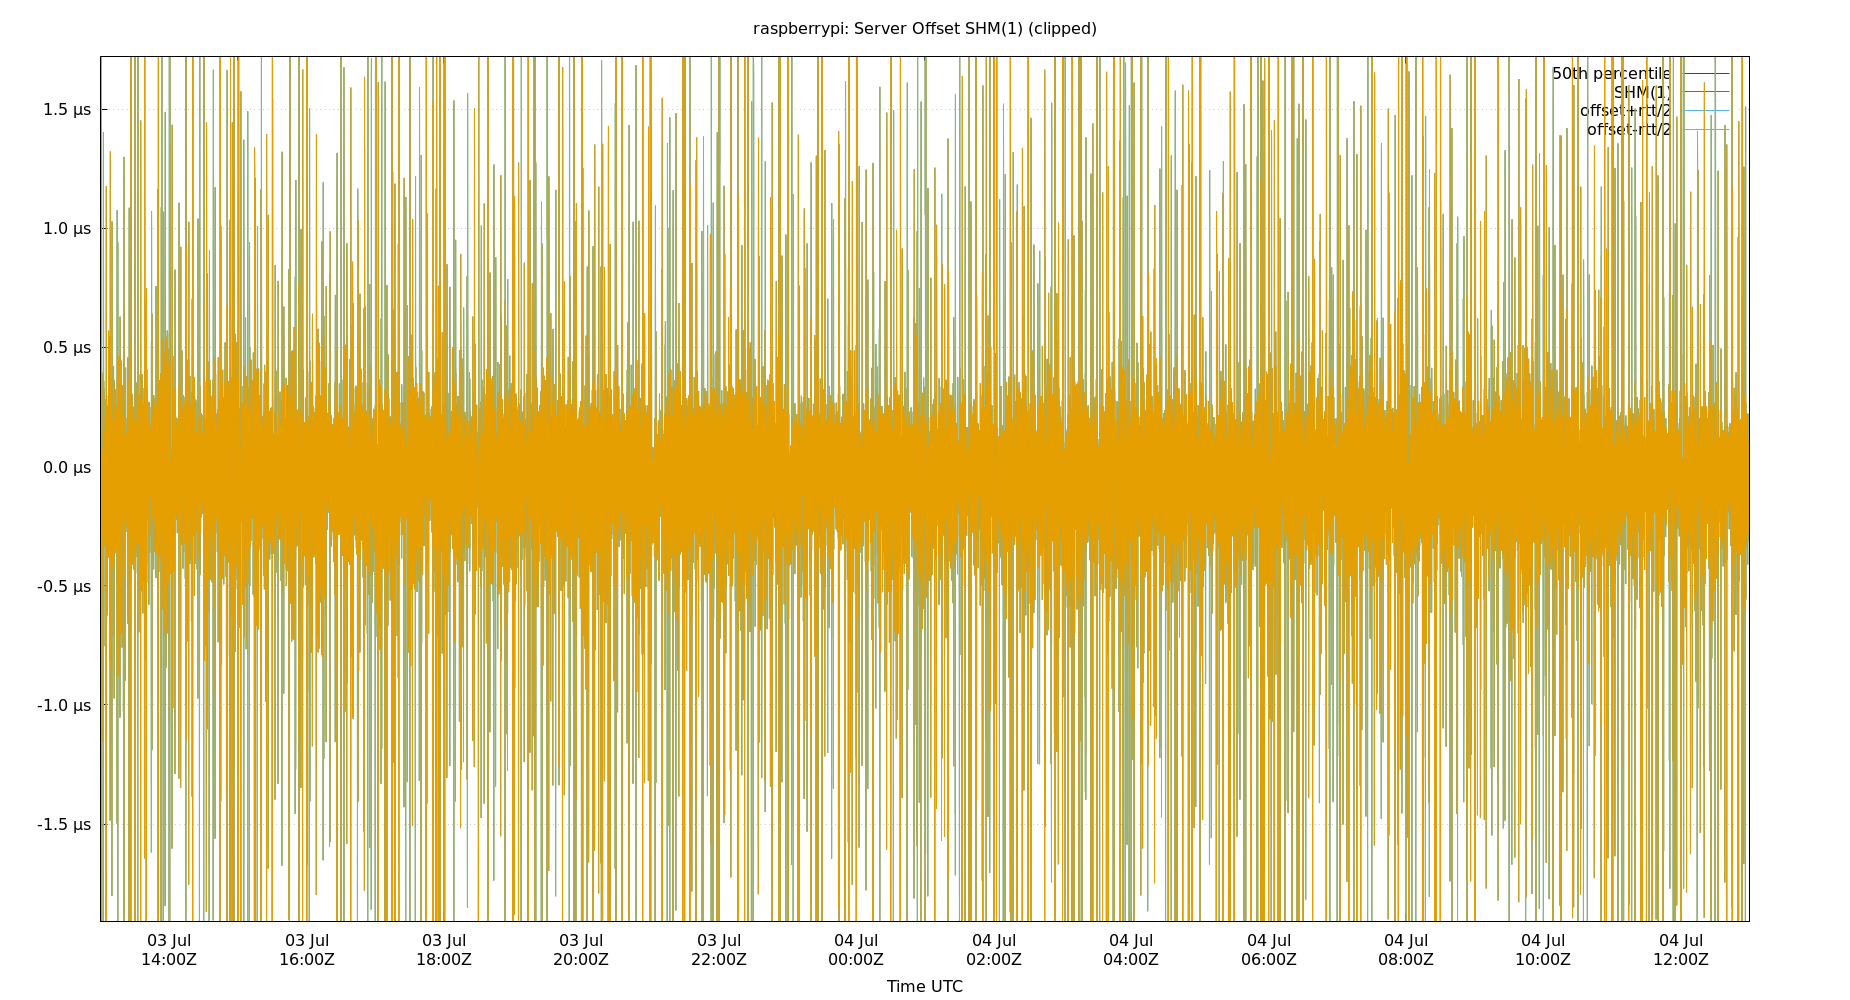 raspberrypi: Server Offset SHM(1) (clipped)
50th percentile
SHM(1)
offset+rtt/2
offset-rtt/2
1.5 µs
1.0 µs
0.5 µs
0.0 µs
-0.5 µs
-1.0 µs
-1.5 µs
03 Jul 03 Jul 03 Jul 03 Jul 03 Jul 04 Jul 04 Jul 04 Jul 04 Jul 04 Jul 04 Jul 04 Jul
14:00Z 16:00Z 18:00Z 20:00Z 22:00Z 00:00Z 02:00Z 04:00Z 06:00Z 08:00Z 10:00Z 12:00Z
Time UTC